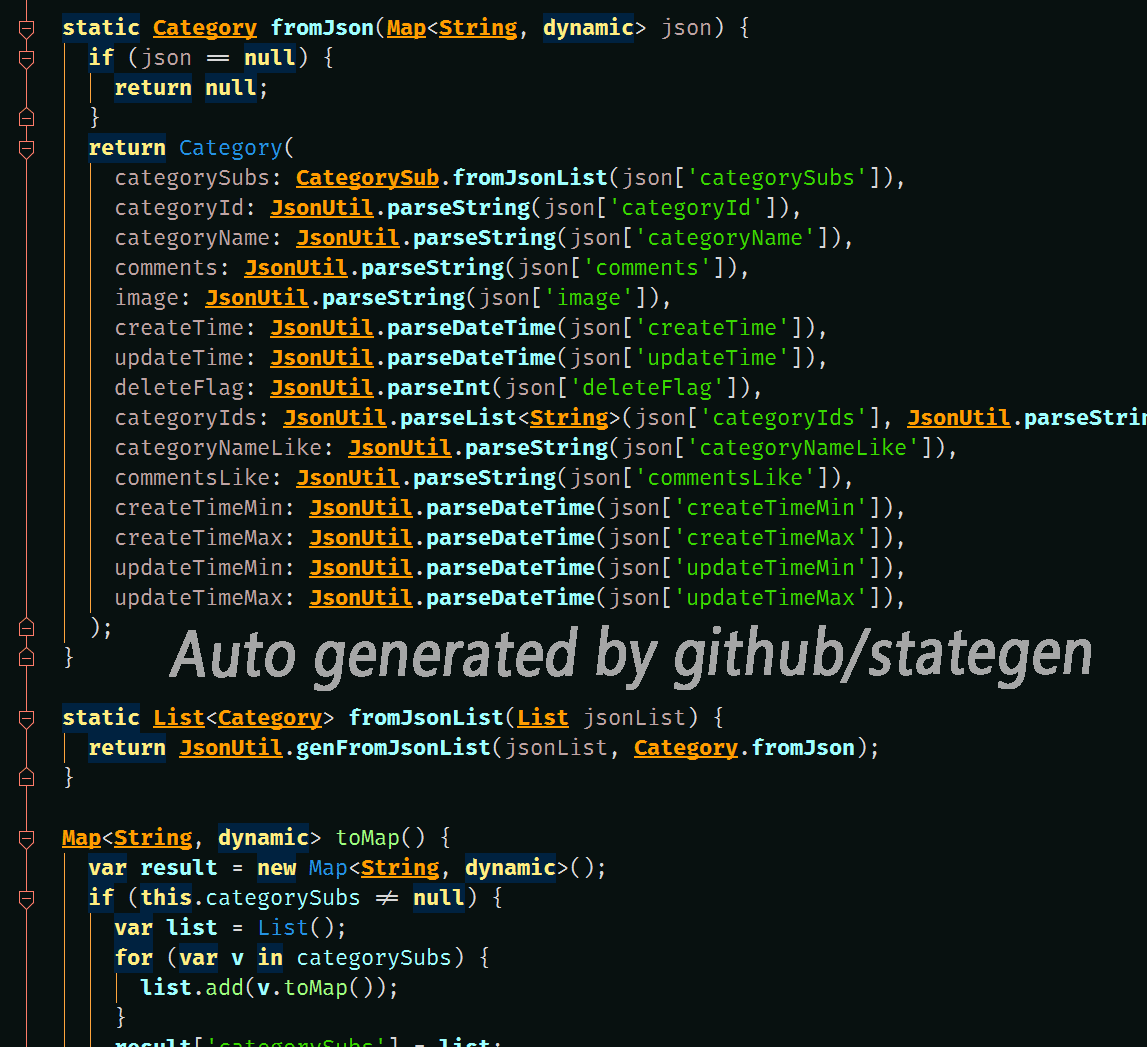 static Category fromJson(Map<String, dynamic> json) {
  if (json == null) {
    return null;
  }
  return Category(
    categorySubs: CategorySub.fromJsonList(json['categorySubs']),
    categoryId: JsonUtil.parseString(json['categoryId']),
    categoryName: JsonUtil.parseString(json['categoryName']),
    comments: JsonUtil.parseString(json['comments']),
    image: JsonUtil.parseString(json['image']),
    createTime: JsonUtil.parseDateTime(json['createTime']),
    updateTime: JsonUtil.parseDateTime(json['updateTime']),
    deleteFlag: JsonUtil.parseInt(json['deleteFlag']),
    categoryIds: JsonUtil.parseList<String>(json['categoryIds'], JsonUtil.parseStrin
    categoryNameLike: JsonUtil.parseString(json['categoryNameLike']),
    commentsLike: JsonUtil.parseString(json['commentsLike']),
    createTimeMin: JsonUtil.parseDateTime(json['createTimeMin']),
    createTimeMax: JsonUtil.parseDateTime(json['createTimeMax']),
    updateTimeMin: JsonUtil.parseDateTime(json['updateTimeMin']),
    updateTimeMax: JsonUtil.parseDateTime(json['updateTimeMax']),
  );
}
Auto generated by github/stategen
static List<Category> fromJsonList(List jsonList) {
  return JsonUtil.genFromJsonList(jsonList, Category.fromJson);
}
Map<String, dynamic> toMap() {
  var result = new Map<String, dynamic>();
  if (this.categorySubs != null) {
    var list = List();
    for (var v in categorySubs) {
      list.add(v.toMap());
    }
    result['categorySubs'] = list;